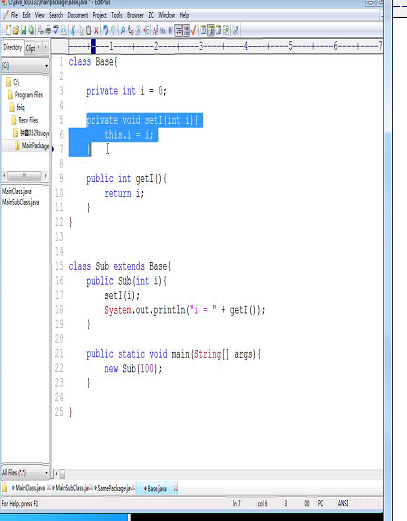 C:\java_kf\0329\mainpackage\Base.java * - EditPlus
File Edit View Search Document Project Tools Browser ZC Window Help
Directory Clipt
----+----1----+----2----+----3----+----4----+----5----+----6----+----7
[C:]
1 class Base{
2
3 private int i = 0;
4
5 private void setI(int i){
6 this.i = i;
7 }
8
9 public int getI(){
10 return i;
11 }
12 }
13
14
15 class Sub extends Base{
16 public Sub(int i){
17 setI(i);
18 System.out.println("i = " + getI());
19 }
20
21 public static void main(String[] args){
22 new Sub(100);
23 }
24
25 }
C:\
Program Files
feiq
Recv Files
MainPackage
MainClass.java
MainSubClass.java
All Files (*.*)
MainClass.java MainSubClass.jav SamePackage.jav Base.java
For Help, press F1 ln 7 col 6 3 00 PC ANSI